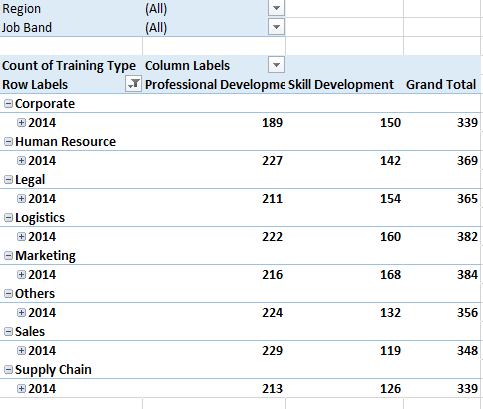 Region (All)
Job Band (All)
Count of Training Type Column Labels
Row Labels Professional Developme Skill Development Grand Total
Corporate
2014 189 150 339
Human Resource
2014 227 142 369
Legal
2014 211 154 365
Logistics
2014 222 160 382
Marketing
2014 216 168 384
Others
2014 224 132 356
Sales
2014 229 119 348
Supply Chain
2014 213 126 339